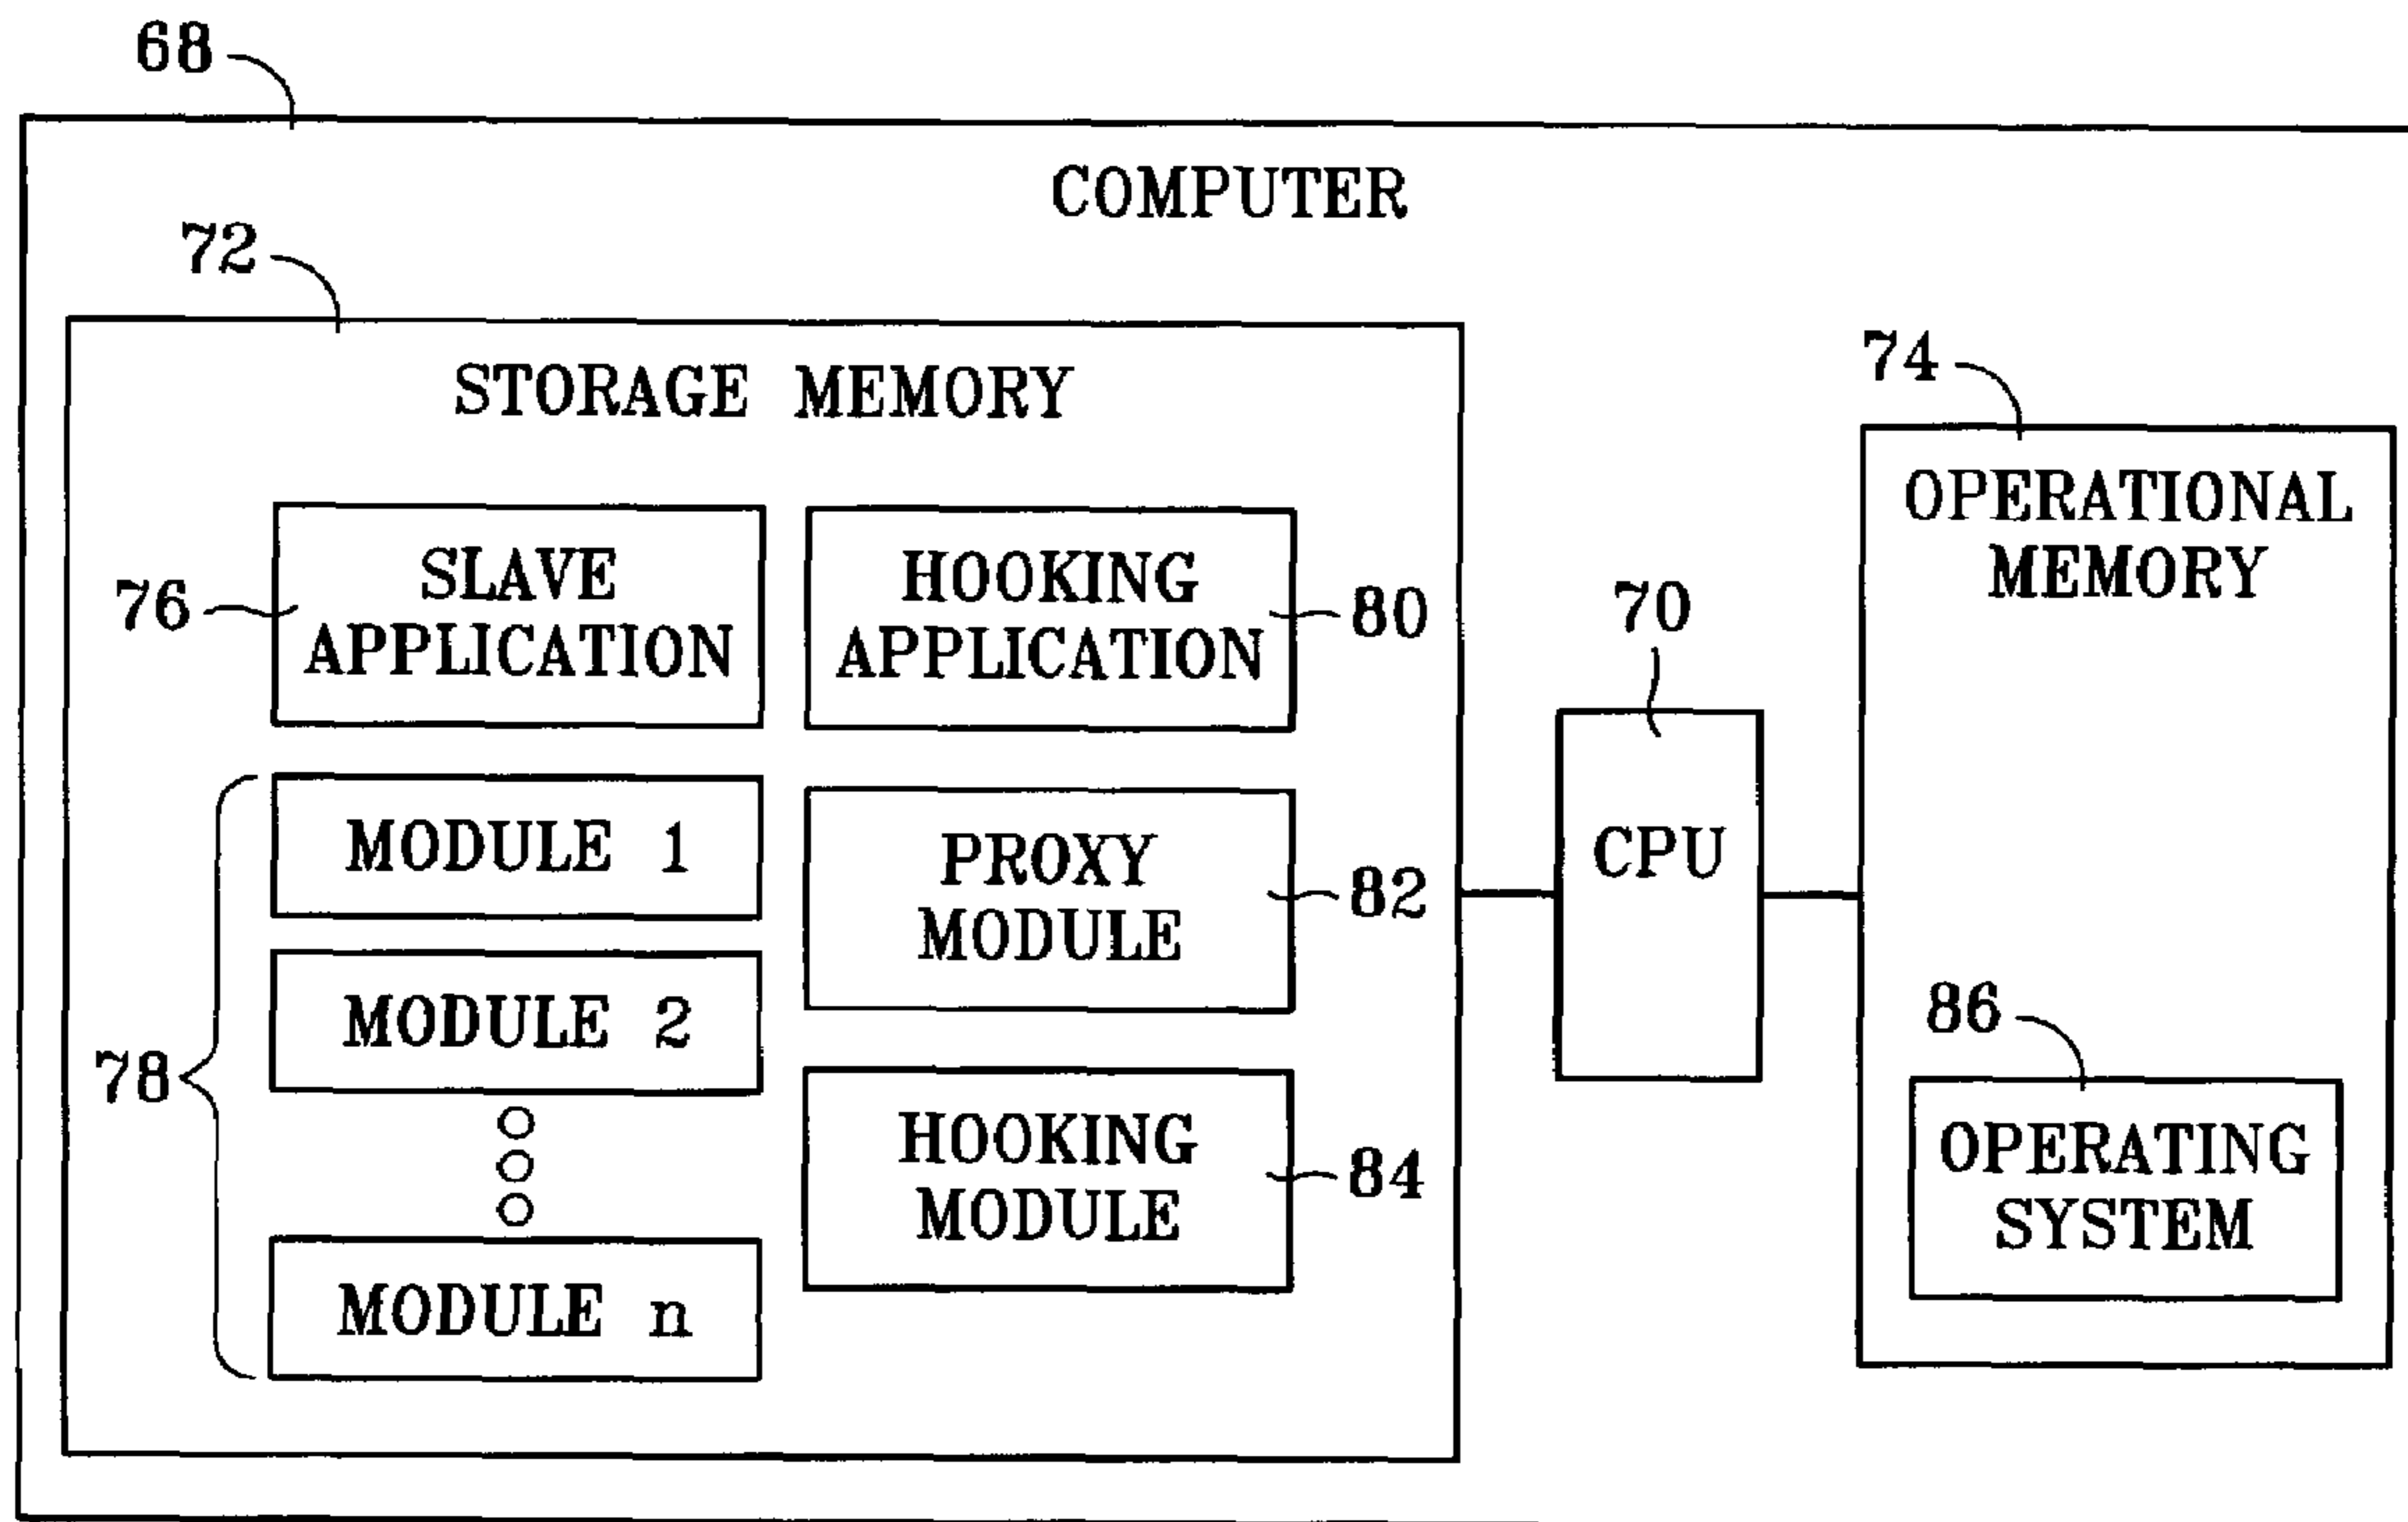 68
COMPUTER
72
STORAGE MEMORY
74
OPERATIONAL
MEMORY
76
SLAVE
APPLICATION
HOOKING
APPLICATION
80
70
CPU
78
MODULE 1
MODULE 2
MODULE n
PROXY
MODULE
82
HOOKING
MODULE
84
86
OPERATING
SYSTEM